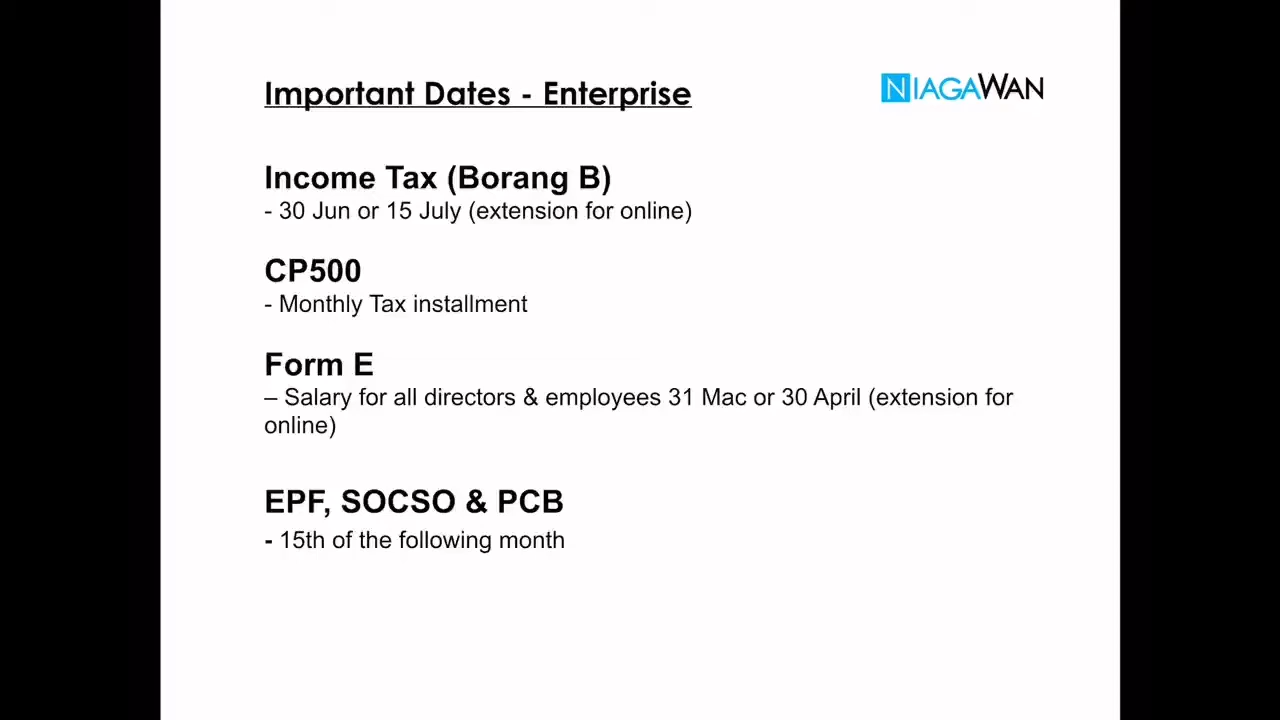 Important Dates - Enterprise
NIAGAWAN
Income Tax (Borang B)
- 30 Jun or 15 July (extension for online)
CP500
- Monthly Tax installment
Form E
– Salary for all directors & employees 31 Mac or 30 April (extension for
online)
EPF, SOCSO & PCB
- 15th of the following month